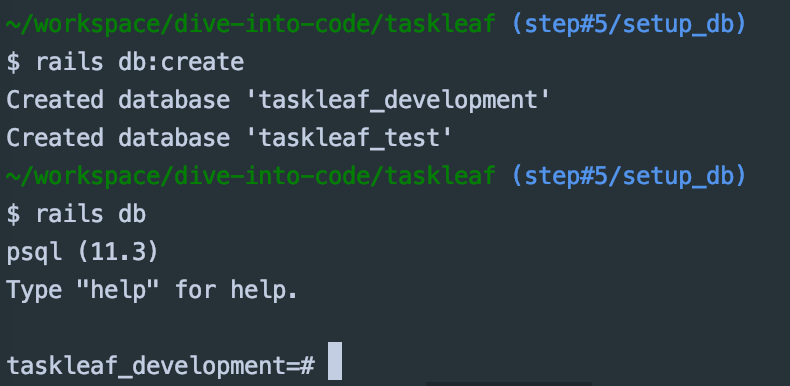 ~/workspace/dive-into-code/taskleaf (step#5/setup_db)
$ rails db:create
Created database 'taskleaf_development'
Created database 'taskleaf_test'
~/workspace/dive-into-code/taskleaf (step#5/setup_db)
$ rails db
psql (11.3)
Type "help" for help.
taskleaf_development=#